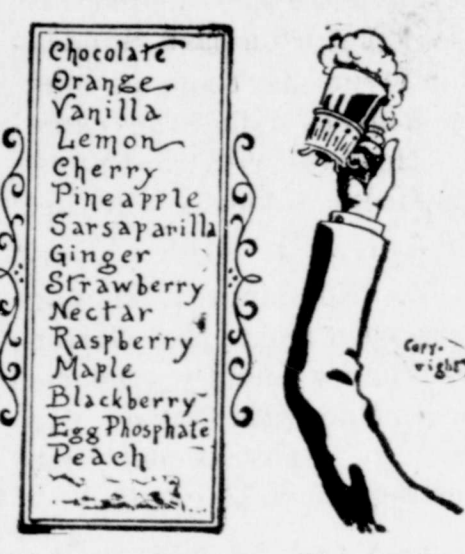 Chocolate
Orange
Vanilla
Lemon
Cherry
Pineapple
Sarsaparilla
Ginger
Strawberry
Nectar
Raspberry
Maple
Blackberry
Egg Phosphate
Peach
Copy-
right